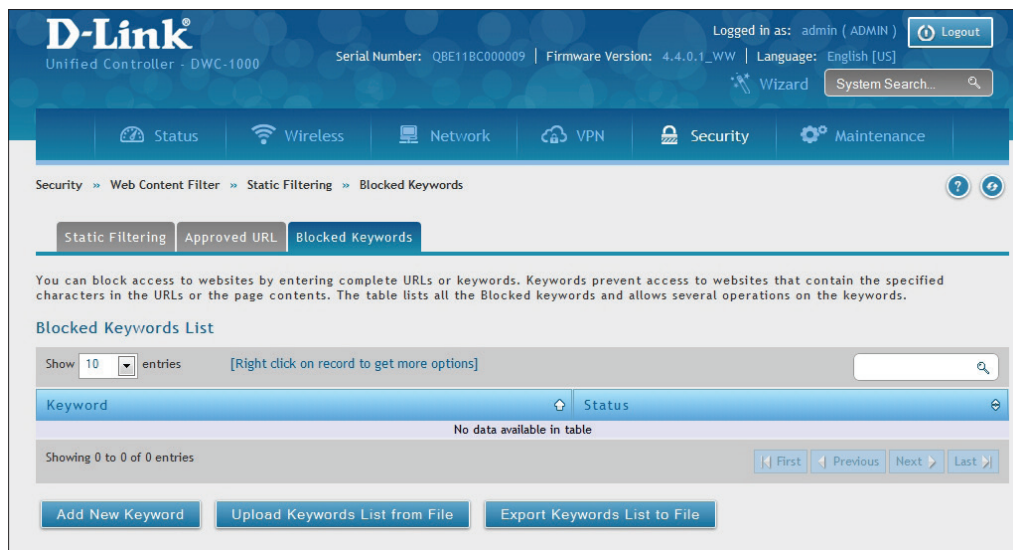 D-Link®
Unified Controller - DWC-1000
Logged in as: admin ( ADMIN ) Logout
Serial Number: QBE11BC000009 | Firmware Version: 4.4.0.1_WW | Language: English [US]
Wizard System Search...
Status Wireless Network VPN Security Maintenance
Security » Web Content Filter » Static Filtering » Blocked Keywords ?
Static Filtering Approved URL Blocked Keywords
You can block access to websites by entering complete URLs or keywords. Keywords prevent access to websites that contain the specified
characters in the URLs or the page contents. The table lists all the Blocked keywords and allows several operations on the keywords.
Blocked Keywords List
Show 10 entries [Right click on record to get more options]
Keyword Status
No data available in table
Showing 0 to 0 of 0 entries First Previous Next Last
Add New Keyword Upload Keywords List from File Export Keywords List to File